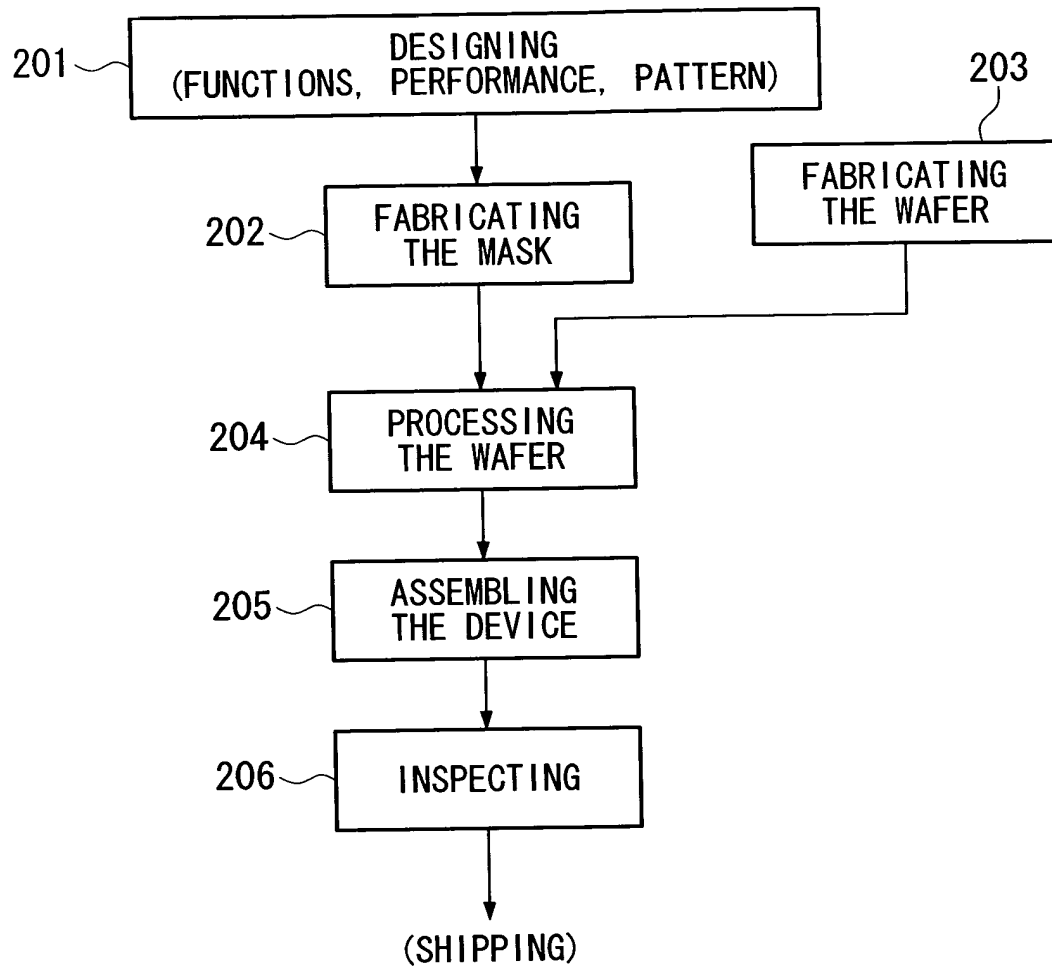 201
DESIGNING
(FUNCTIONS, PERFORMANCE, PATTERN)
203
FABRICATING
THE WAFER
202
FABRICATING
THE MASK
204
PROCESSING
THE WAFER
205
ASSEMBLING
THE DEVICE
206
INSPECTING
(SHIPPING)